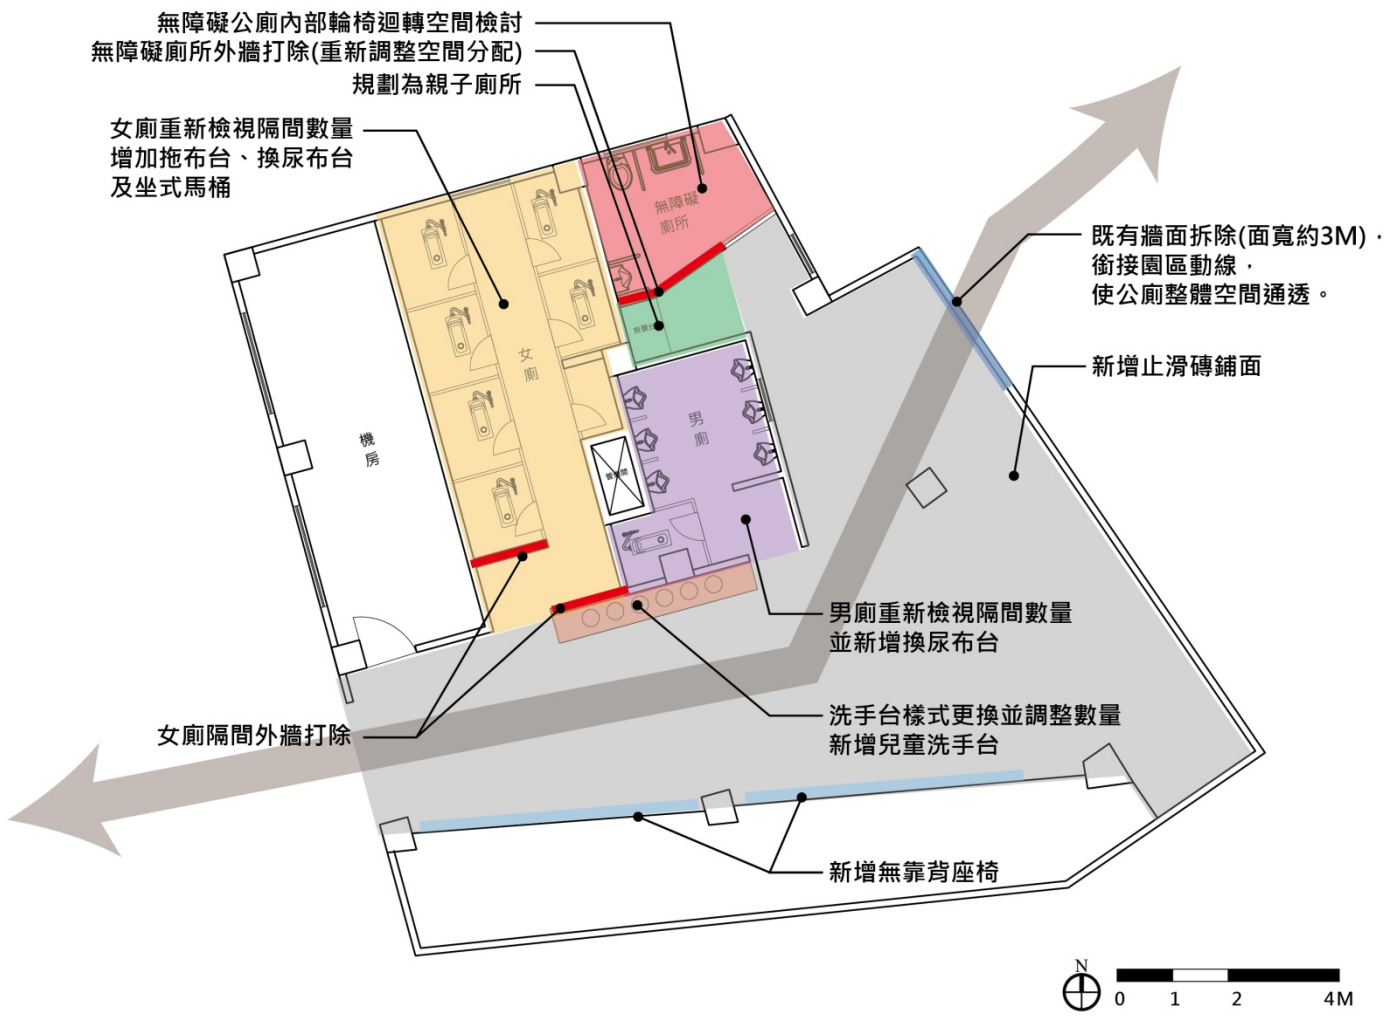 無障礙公廁內部輪椅迴轉空間檢討
無障礙廁所外牆打除(重新調整空間分配)
規劃為親子廁所
女廁重新檢視隔間數量
增加拖布台、換尿布台
及坐式馬桶
無障礙
廁所
既有牆面拆除(面寬約3M)，
銜接園區動線，
使公廁整體空間通透。
新增止滑磚鋪面
女廁
男廁
機房
男廁重新檢視隔間數量
並新增換尿布台
洗手台樣式更換並調整數量
新增兒童洗手台
女廁隔間外牆打除
新增無靠背座椅
N
0 1 2 4M